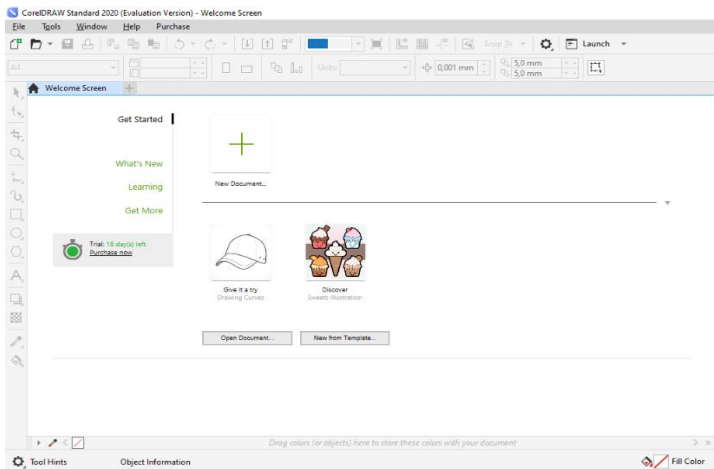 CorelDRAW Standard 2020 (Evaluation Version) - Welcome Screen
File Tools Window Help Purchase
PDF Snap To Launch
A4 Units: 0,001 mm 5,0 mm
5,0 mm
Welcome Screen
Get Started
What's New
Learning
Get More
Trial: 16 day(s) left
Purchase now
New Document...
Give it a try
Drawing Curves
Discover
Sweets Illustration
Open Document... New from Template...
Drag colors (or objects) here to store these colors with your document
Tool Hints Object Information Fill Color